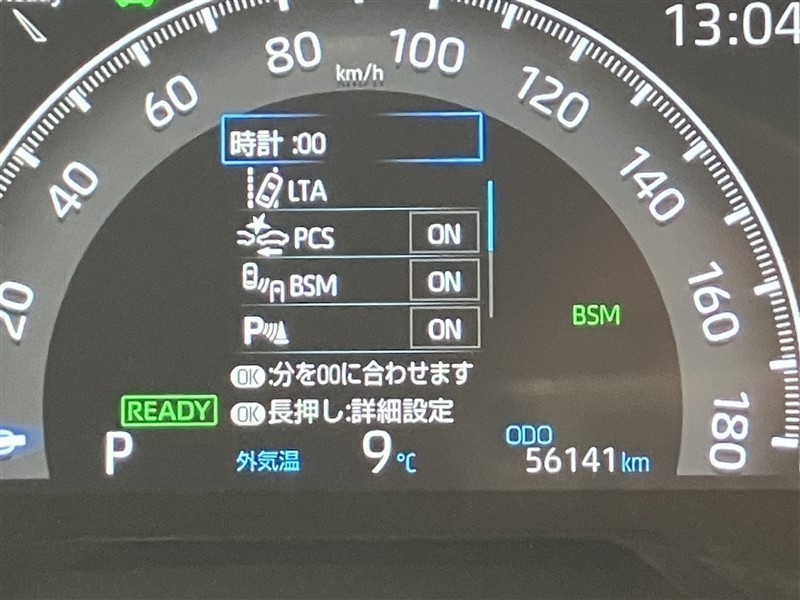 13:04
80
100
km/h
60
120
時計 :00
40
140
LTA
PCS ON
BSM ON
20
160
BSM
P ON
OK:分を00に合わせます
READY
OK長押し:詳細設定
180
P
外気温 9℃
ODO
56141km